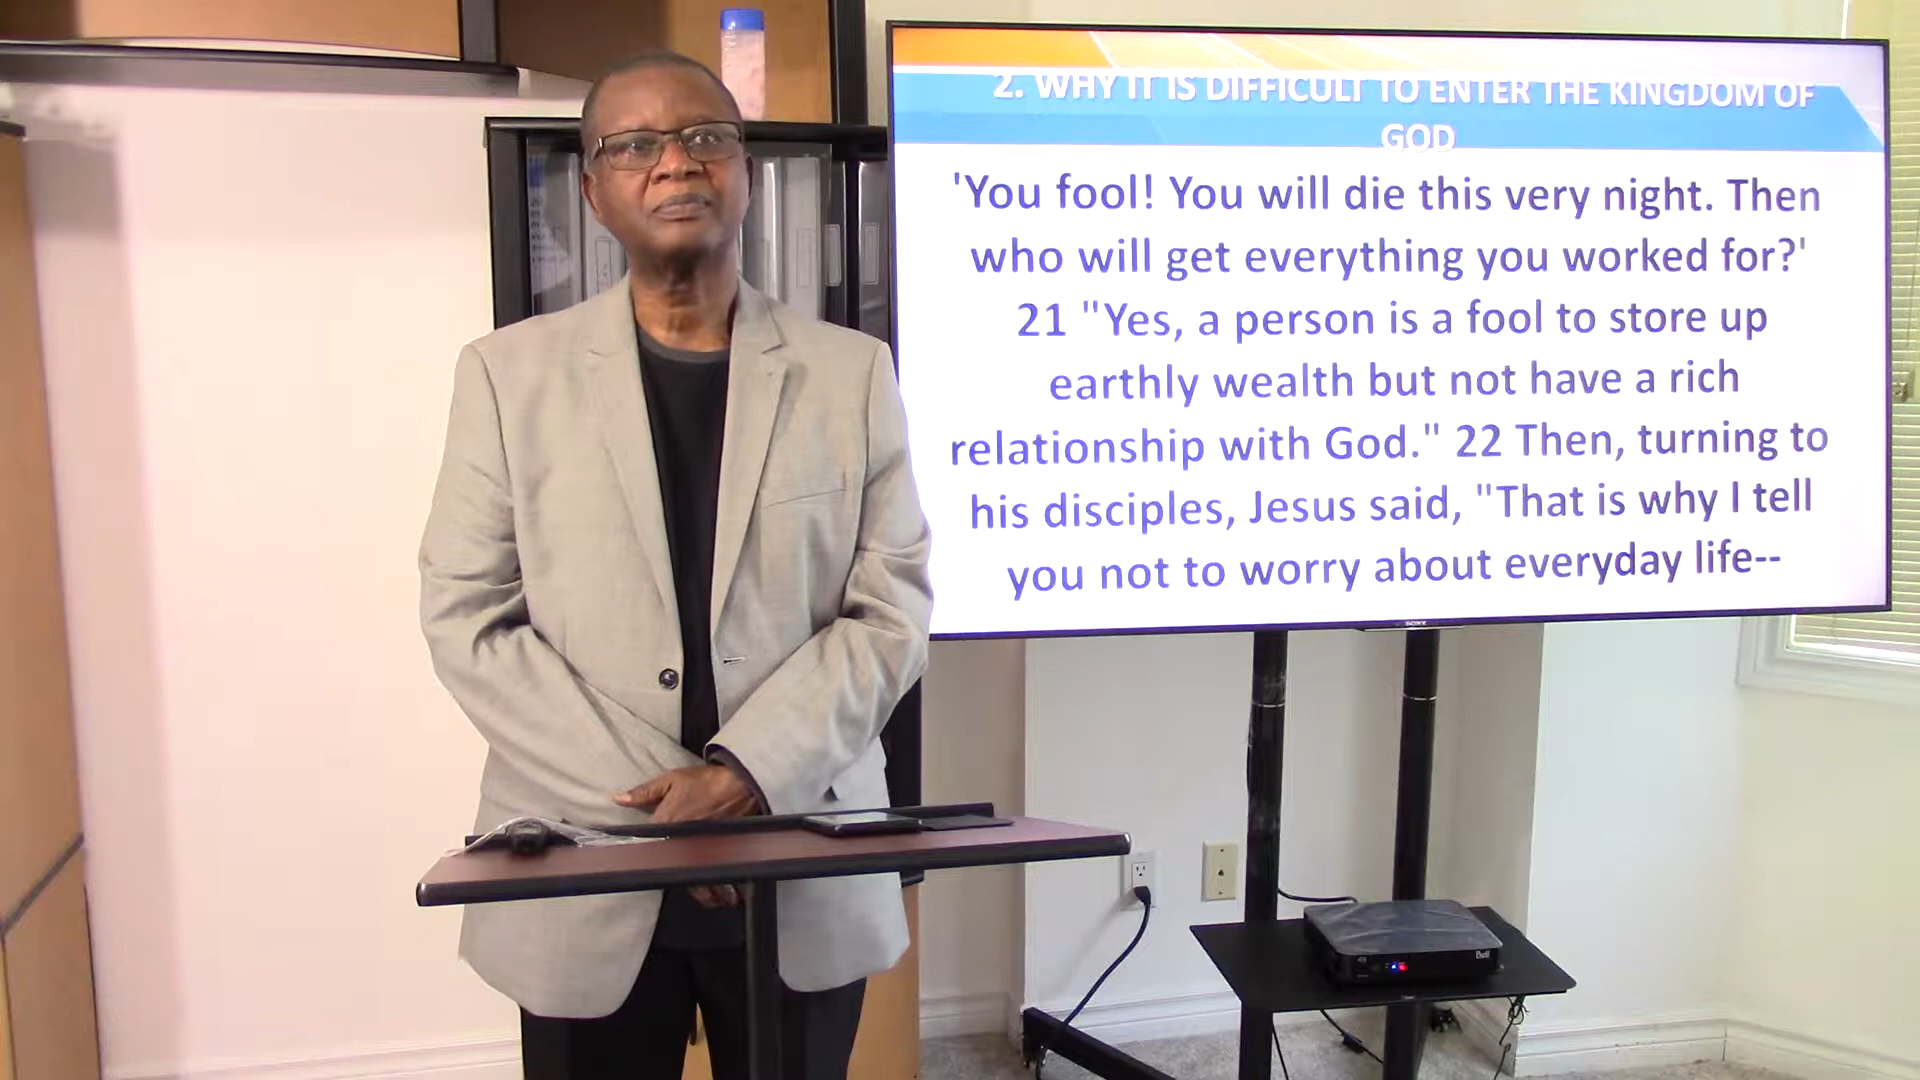 2. WHY IT IS DIFFICULT TO ENTER THE KINGDOM OF
GOD
'You fool! You will die this very night. Then
who will get everything you worked for?'
21 "Yes, a person is a fool to store up
earthly wealth but not have a rich
relationship with God." 22 Then, turning to
his disciples, Jesus said, "That is why I tell
you not to worry about everyday life--
SONY
Bell